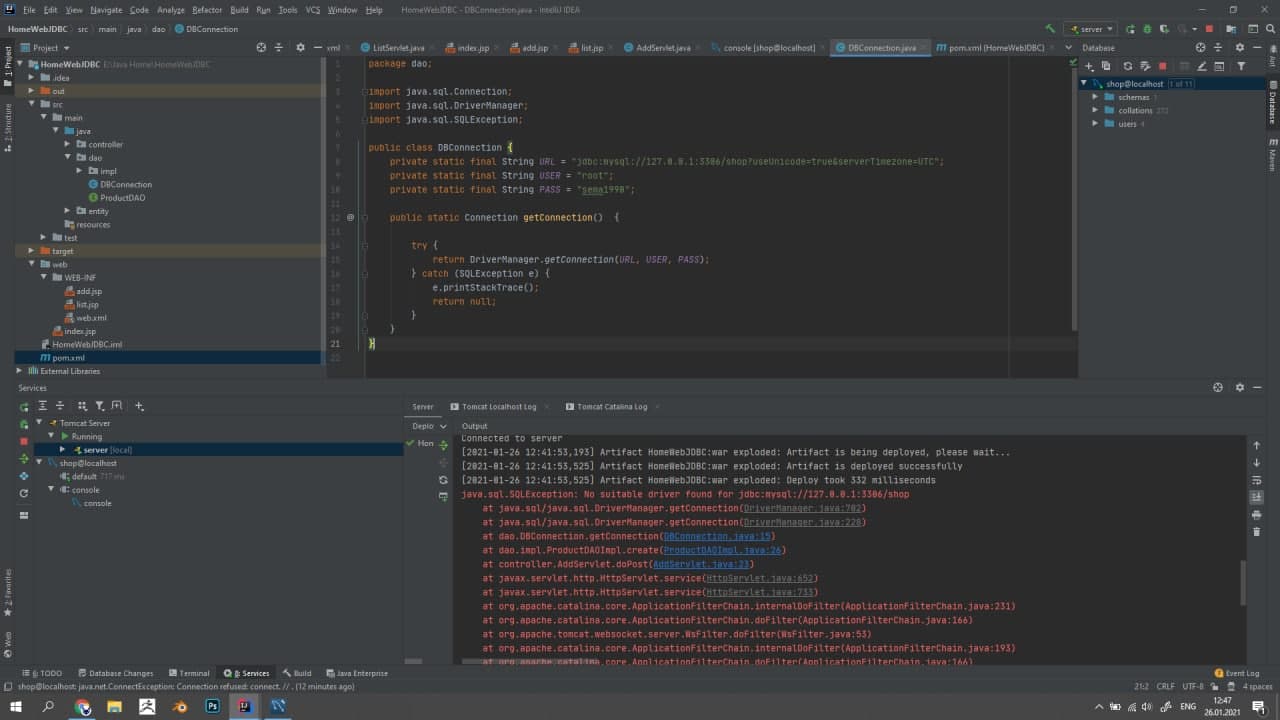 File Edit View Navigate Code Analyze Refactor Build Run Tools VCS Window Help HomeWebJDBC - DBConnection.java - IntelliJ IDEA
HomeWebJDBC src main java dao DBConnection server
Project xml ListServlet.java index.jsp add.jsp list.jsp AddServlet.java console [shop@localhost] DBConnection.java pom.xml (HomeWebJDBC) Database
1: Project
2: Structure
2: Favorites
Web
Ant
Database
Maven
HomeWebJDBC E:\Java Home\HomeWebJDBC
.idea
out
src
main
java
controller
dao
impl
DBConnection
ProductDAO
entity
resources
test
target
web
WEB-INF
add.jsp
list.jsp
web.xml
index.jsp
HomeWebJDBC.iml
pom.xml
External Libraries
1 package dao;
2
3 import java.sql.Connection;
4 import java.sql.DriverManager;
5 import java.sql.SQLException;
6
7 public class DBConnection {
8 private static final String URL = "jdbc:mysql://127.0.0.1:3306/shop?useUnicode=true&serverTimezone=UTC";
9 private static final String USER = "root";
10 private static final String PASS = "sema1998";
11
12 @ public static Connection getConnection() {
13
14 try {
15 return DriverManager.getConnection(URL, USER, PASS);
16 } catch (SQLException e) {
17 e.printStackTrace();
18 return null;
19 }
20 }
21 }
22
shop@localhost 1 of 11
schemas 1
collations 272
users 4
Services
Tomcat Server
Running
server [local]
shop@localhost
default 717 ms
console
console
Server Tomcat Localhost Log Tomcat Catalina Log
Deplo Output
Hon
Connected to server
[2021-01-26 12:41:53,193] Artifact HomeWebJDBC:war exploded: Artifact is being deployed, please wait...
[2021-01-26 12:41:53,525] Artifact HomeWebJDBC:war exploded: Artifact is deployed successfully
[2021-01-26 12:41:53,525] Artifact HomeWebJDBC:war exploded: Deploy took 332 milliseconds
java.sql.SQLException: No suitable driver found for jdbc:mysql://127.0.0.1:3306/shop
at java.sql/java.sql.DriverManager.getConnection(DriverManager.java:702)
at java.sql/java.sql.DriverManager.getConnection(DriverManager.java:228)
at dao.DBConnection.getConnection(DBConnection.java:15)
at dao.impl.ProductDAOImpl.create(ProductDAOImpl.java:26)
at controller.AddServlet.doPost(AddServlet.java:23)
at javax.servlet.http.HttpServlet.service(HttpServlet.java:652)
at javax.servlet.http.HttpServlet.service(HttpServlet.java:733)
at org.apache.catalina.core.ApplicationFilterChain.internalDoFilter(ApplicationFilterChain.java:231)
at org.apache.catalina.core.ApplicationFilterChain.doFilter(ApplicationFilterChain.java:166)
at org.apache.tomcat.websocket.server.WsFilter.doFilter(WsFilter.java:53)
at org.apache.catalina.core.ApplicationFilterChain.internalDoFilter(ApplicationFilterChain.java:193)
at org.apache.catalina.core.ApplicationFilterChain.doFilter(ApplicationFilterChain.java:166)
6: TODO Database Changes Terminal 8: Services Build Java Enterprise Event Log
shop@localhost: java.net.ConnectException: Connection refused: connect. // . (12 minutes ago) 21:2 CRLF UTF-8 4 spaces
ENG 12:47
26.01.2021